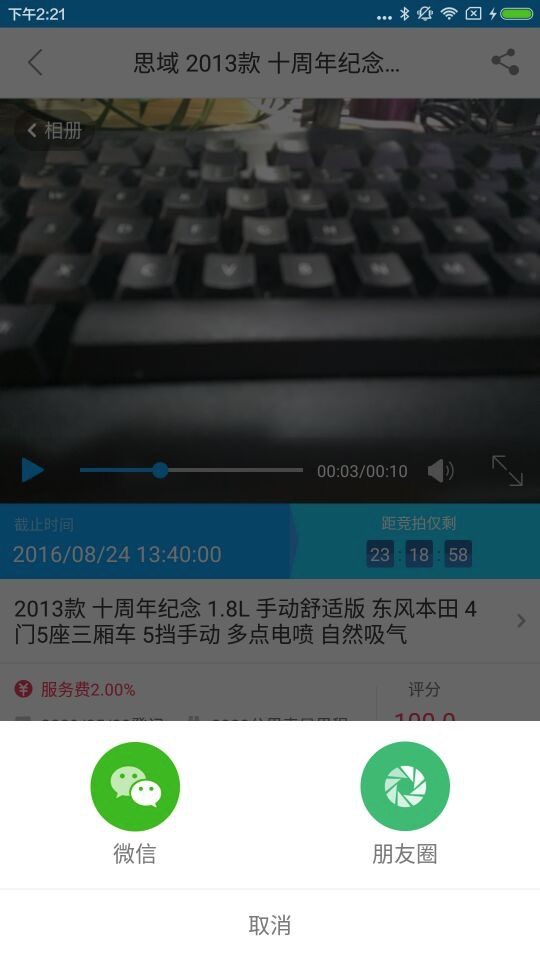 下午2:21
思域 2013款 十周年纪念...
相册
00:03/00:10
截止时间
2016/08/24 13:40:00
距竞拍仅剩
23:18:58
2013款 十周年纪念 1.8L 手动舒适版 东风本田 4
门5座三厢车 5挡手动 多点电喷 自然吸气
¥ 服务费2.00%
评分
微信
朋友圈
取消